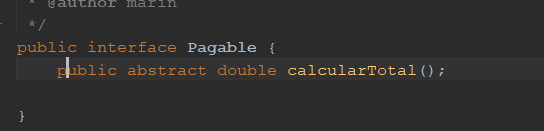 * @author marin
*/
public interface Pagable {
public abstract double calcularTotal();
}